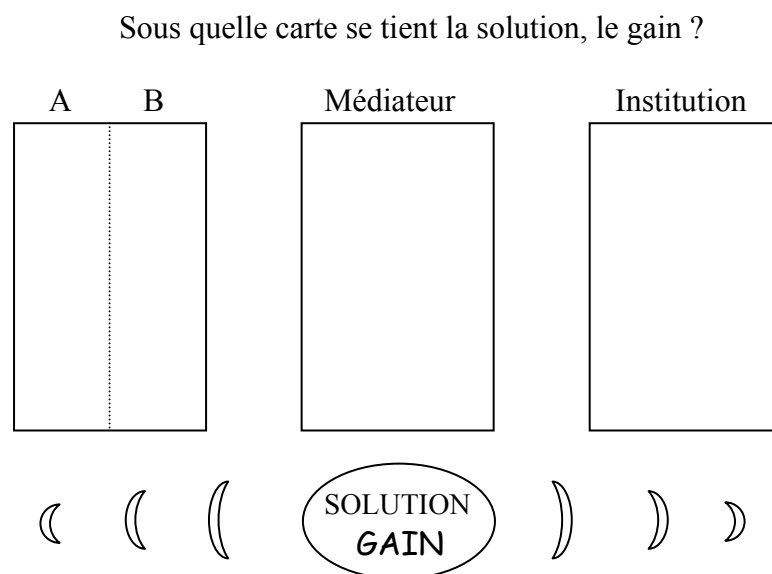 Sous quelle carte se tient la solution, le gain ?
A B Médiateur Institution
SOLUTION
GAIN